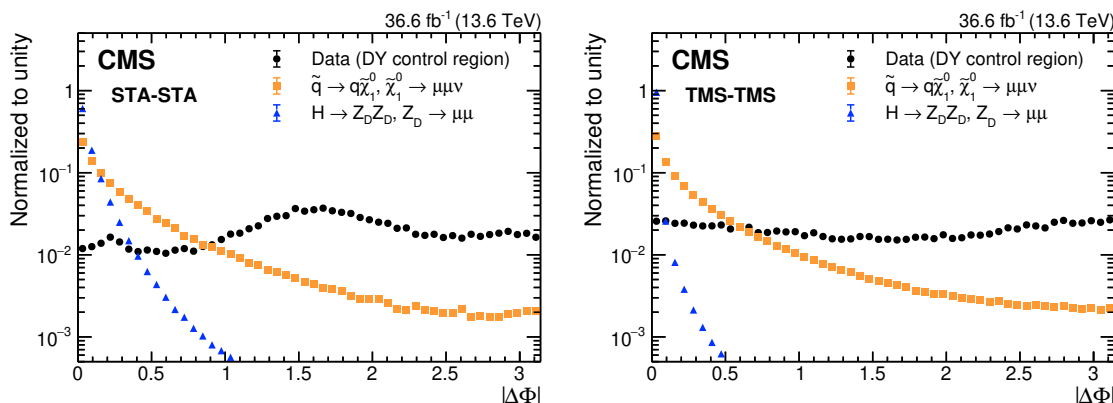 36.6 fb⁻¹ (13.6 TeV)
Normalized to unity
CMS
STA-STA
Data (DY control region)
q̃ → qχ̃₁⁰, χ̃₁⁰ → μμν
H → Z_D Z_D, Z_D → μμ
1
10⁻¹
10⁻²
10⁻³
0 0.5 1 1.5 2 2.5 3
|ΔΦ|
36.6 fb⁻¹ (13.6 TeV)
Normalized to unity
CMS
TMS-TMS
Data (DY control region)
q̃ → qχ̃₁⁰, χ̃₁⁰ → μμν
H → Z_D Z_D, Z_D → μμ
1
10⁻¹
10⁻²
10⁻³
0 0.5 1 1.5 2 2.5 3
|ΔΦ|